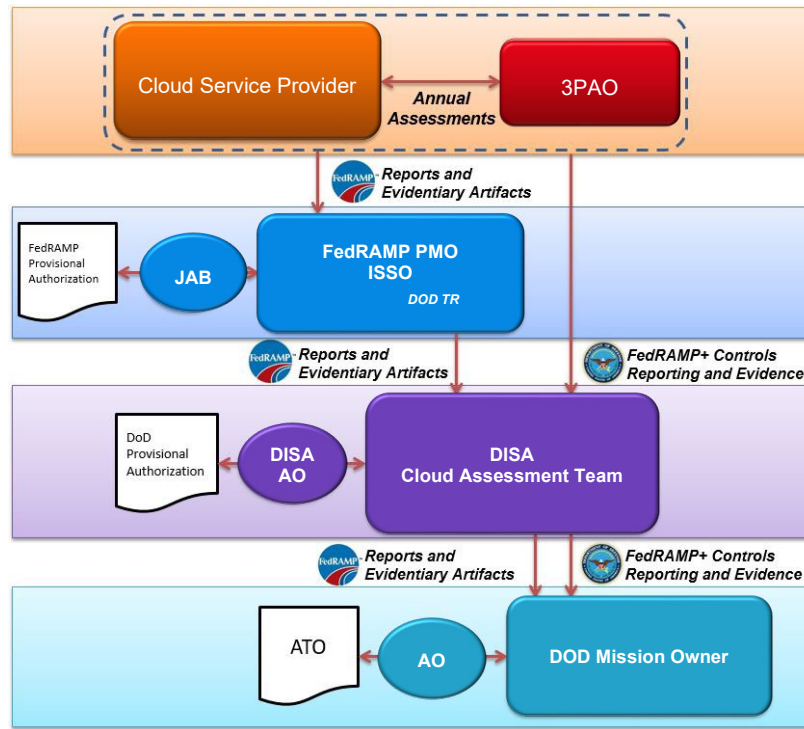 Cloud Service Provider
3PAO
Annual
Assessments
FedRAMP
-Reports and
Evidentiary Artifacts
FedRAMP
Provisional
Authorization
JAB
FedRAMP PMO
ISSO
DOD TR
FedRAMP
-Reports and
Evidentiary Artifacts
FedRAMP+ Controls
Reporting and Evidence
DoD
Provisional
Authorization
DISA
AO
DISA
Cloud Assessment Team
FedRAMP
-Reports and
Evidentiary Artifacts
FedRAMP+ Controls
Reporting and Evidence
ATO
AO
DOD Mission Owner